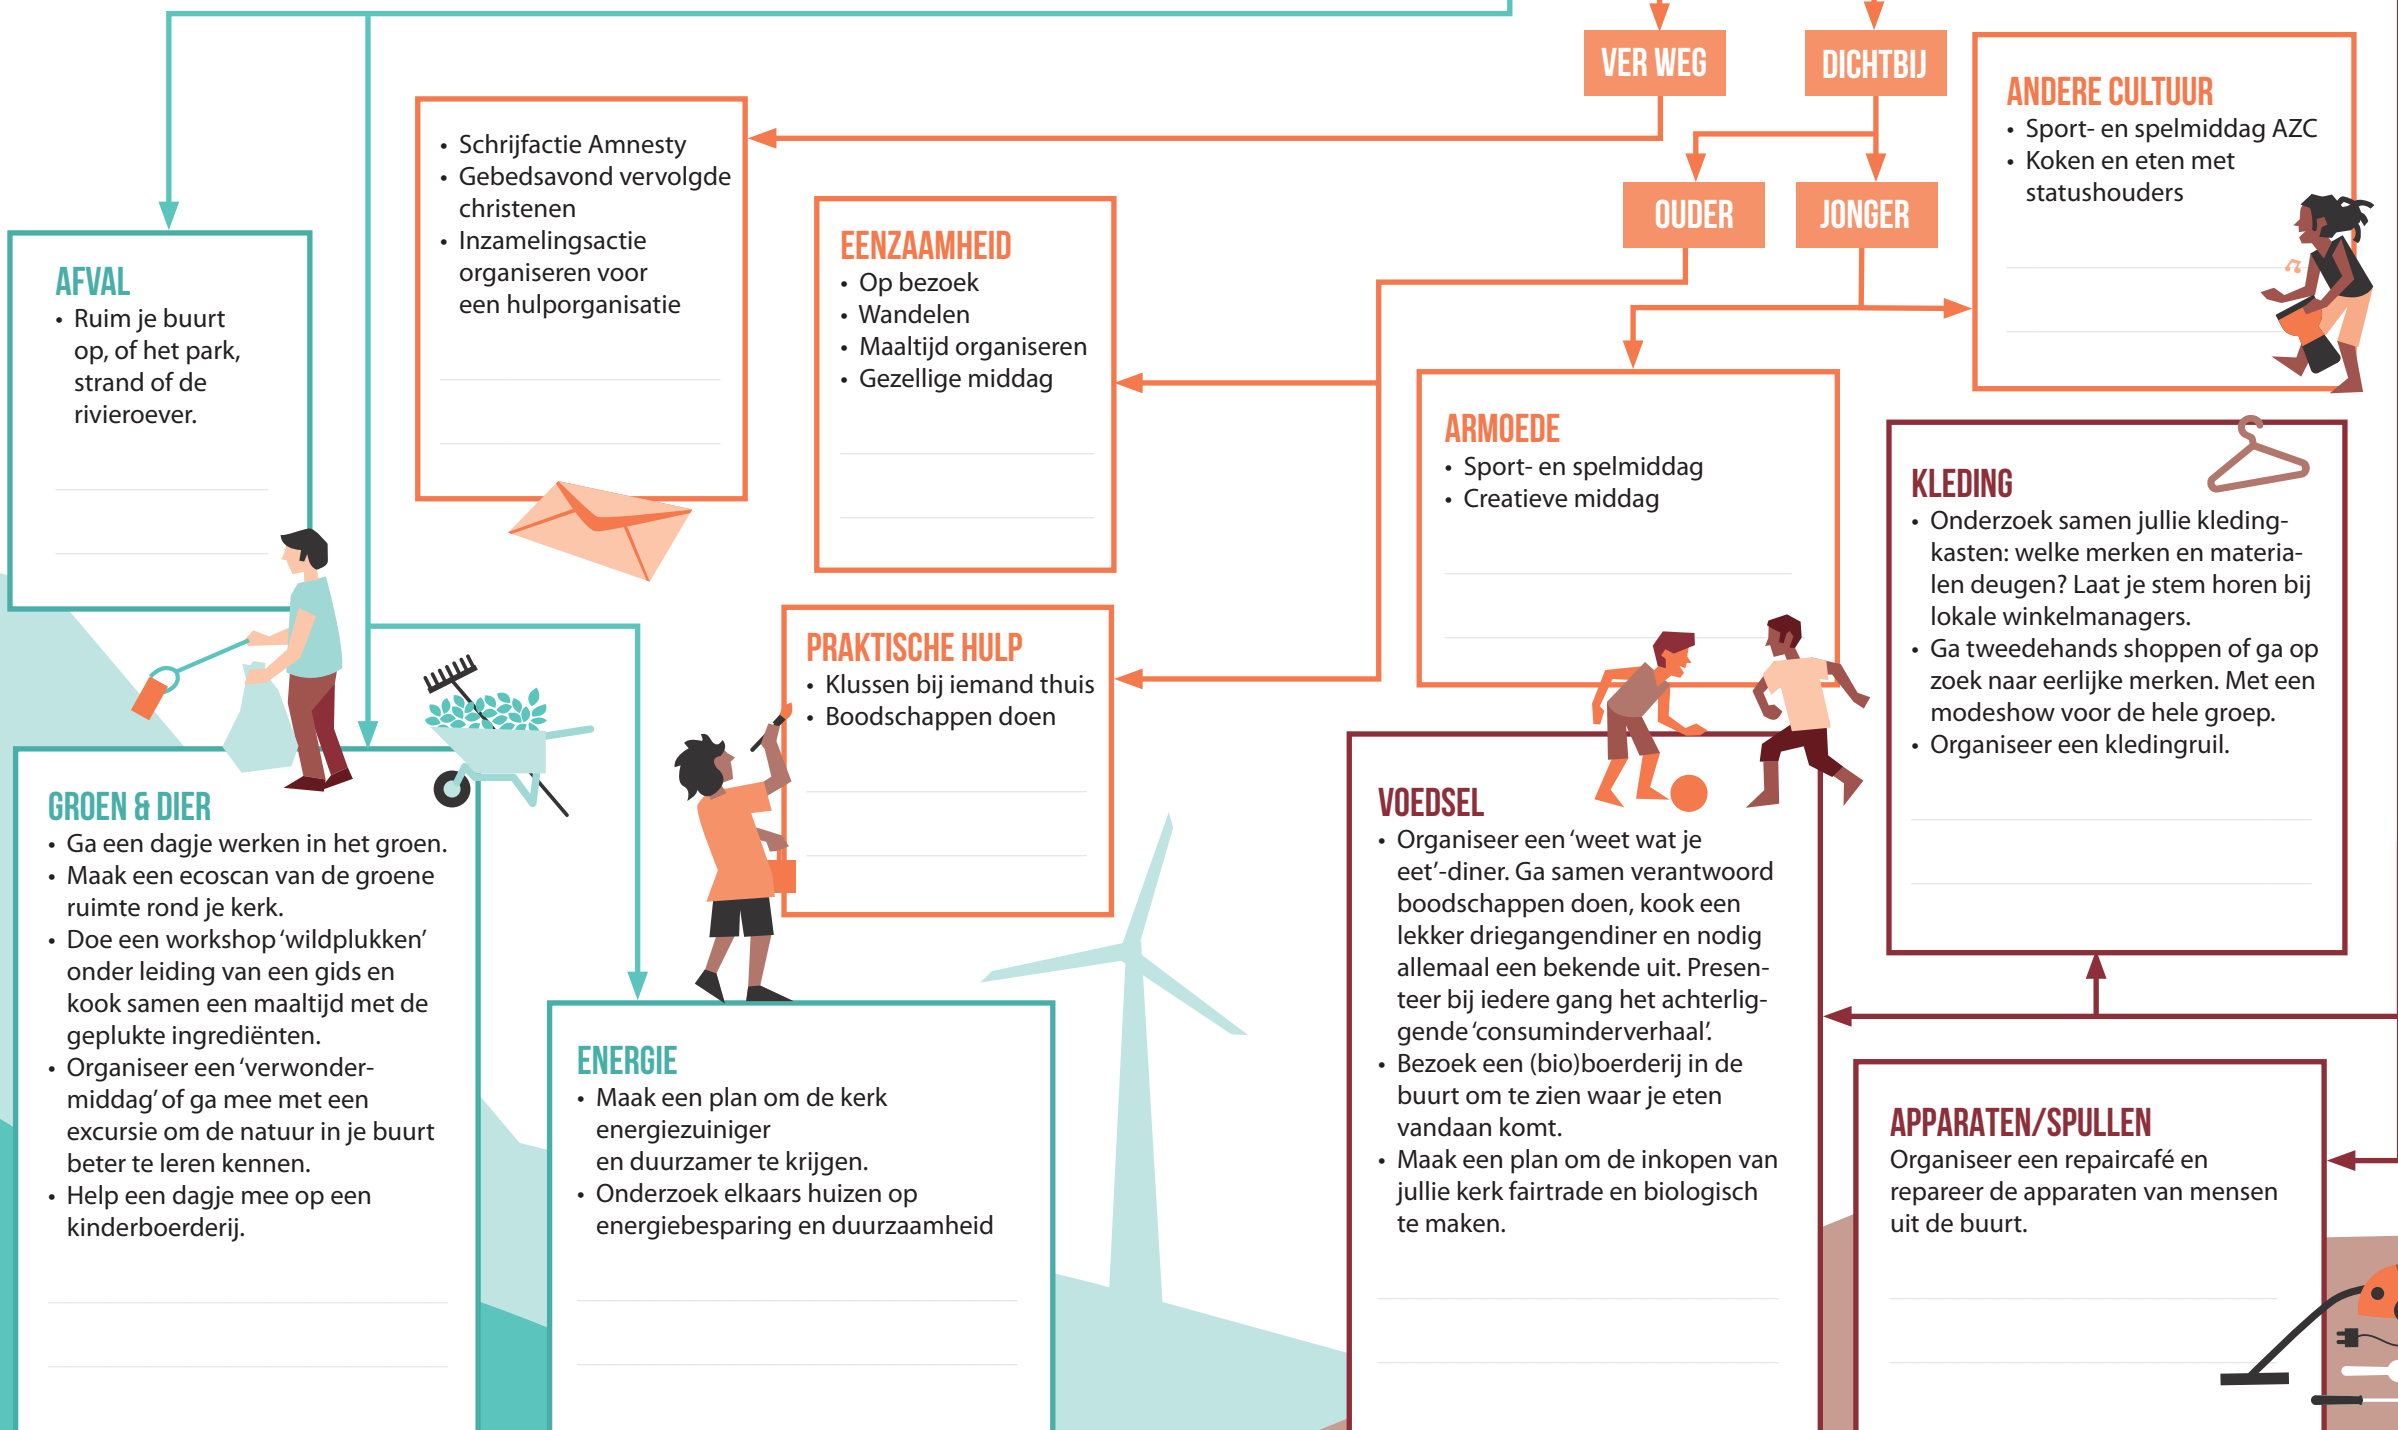 VER WEG
DICHTBIJ
OUDER
JONGER
ANDERE CULTUUR
• Sport- en spelmiddag AZC
• Koken en eten met
statushouders
• Schrijfactie Amnesty
• Gebedsavond vervolgde
christenen
• Inzamelingsactie
organiseren voor
een hulporganisatie
AFVAL
• Ruim je buurt
op, of het park,
strand of de
rivieroever.
EENZAAMHEID
• Op bezoek
• Wandelen
• Maaltijd organiseren
• Gezellige middag
ARMOEDE
• Sport- en spelmiddag
• Creatieve middag
KLEDING
• Onderzoek samen jullie kleding-
kasten: welke merken en materia-
len deugen? Laat je stem horen bij
lokale winkelmanagers.
• Ga tweedehands shoppen of ga op
zoek naar eerlijke merken. Met een
modeshow voor de hele groep.
• Organiseer een kledingruil.
PRAKTISCHE HULP
• Klussen bij iemand thuis
• Boodschappen doen
GROEN & DIER
• Ga een dagje werken in het groen.
• Maak een ecoscan van de groene
ruimte rond je kerk.
• Doe een workshop ‘wildplukken’
onder leiding van een gids en
kook samen een maaltijd met de
geplukte ingrediënten.
• Organiseer een ‘verwonder-
middag’ of ga mee met een
excursie om de natuur in je buurt
beter te leren kennen.
• Help een dagje mee op een
kinderboerderij.
ENERGIE
• Maak een plan om de kerk
energiezuiniger
en duurzamer te krijgen.
• Onderzoek elkaars huizen op
energiebesparing en duurzaamheid
VOEDSEL
• Organiseer een ‘weet wat je
eet’-diner. Ga samen verantwoord
boodschappen doen, kook een
lekker driegangendiner en nodig
allemaal een bekende uit. Presen-
teer bij iedere gang het achterlig-
gende ‘consuminderverhaal’.
• Bezoek een (bio)boerderij in de
buurt om te zien waar je eten
vandaan komt.
• Maak een plan om de inkopen van
jullie kerk fairtrade en biologisch
te maken.
APPARATEN/SPULLEN
Organiseer een repaircafé en
repareer de apparaten van mensen
uit de buurt.